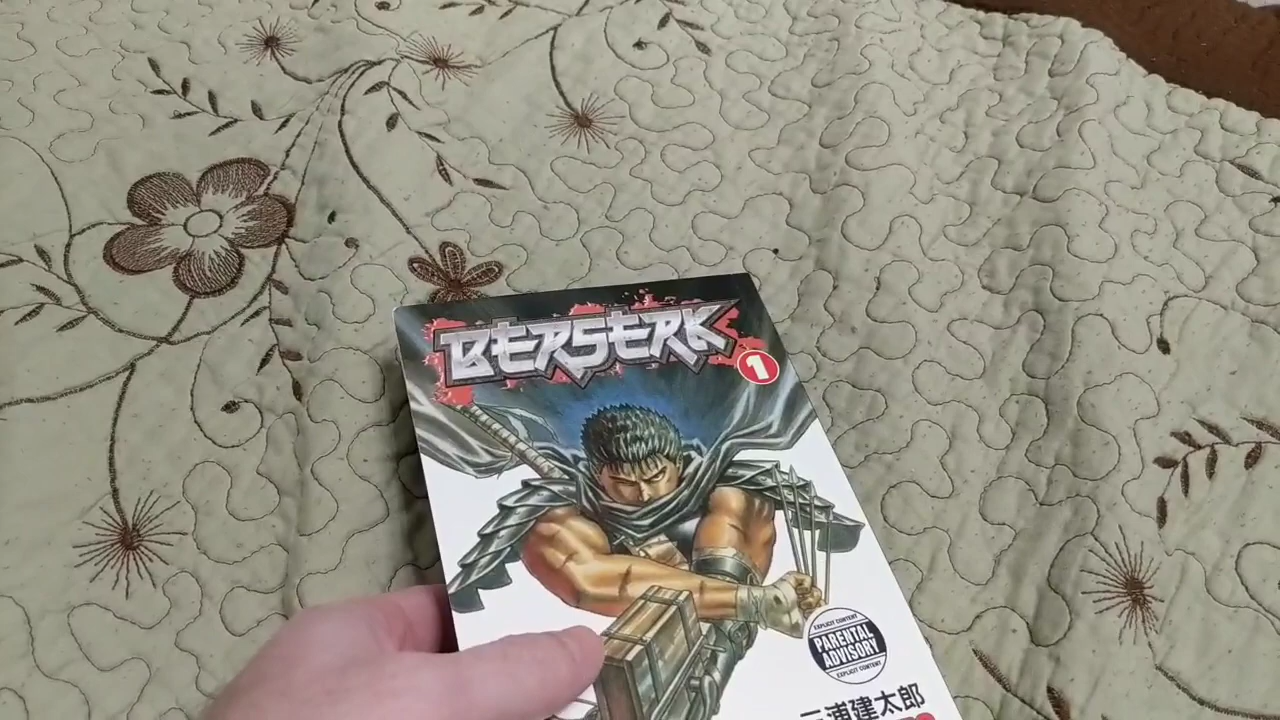 BERSERK
1
EXPLICIT CONTENT
PARENTAL
ADVISORY
EXPLICIT CONTENT
三浦建太郎